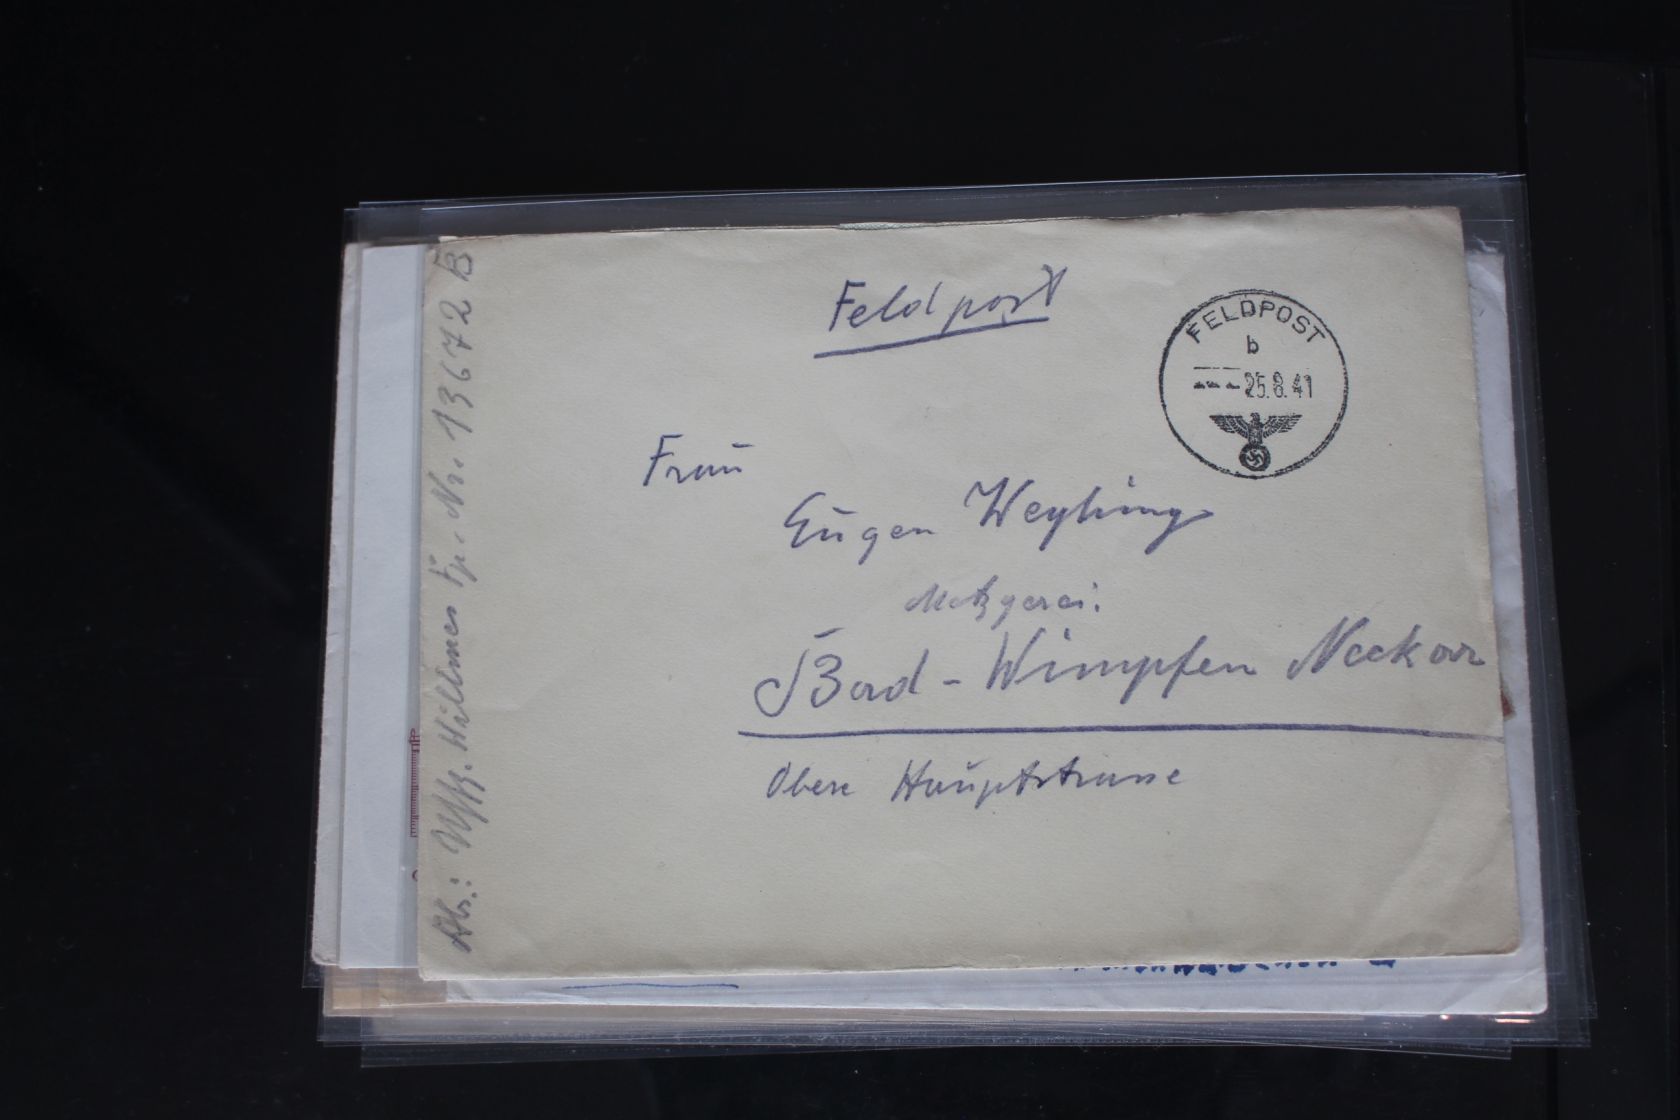 Feldpost
FELDPOST
b
25.8.41
Frau
Eugen Weyhing
Metzgerei.
Bad-Wimpfen Neckar
Obere Hauptstrasse
Abs.: Uffz. Hillmer Fp. Nr. 13672 B